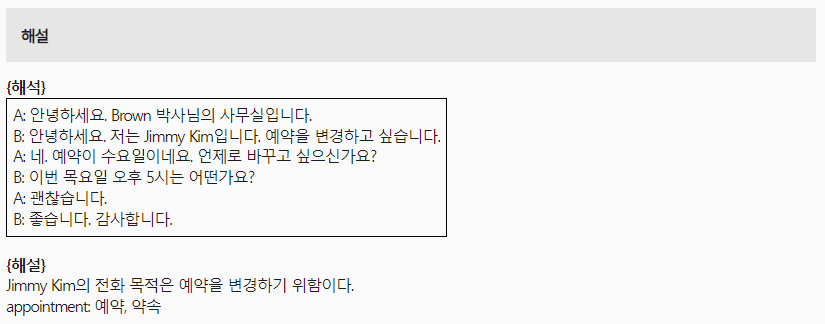 해설
{해석}
A: 안녕하세요. Brown 박사님의 사무실입니다.
B: 안녕하세요. 저는 Jimmy Kim입니다. 예약을 변경하고 싶습니다.
A: 네. 예약이 수요일이네요. 언제로 바꾸고 싶으신가요?
B: 이번 목요일 오후 5시는 어떤가요?
A: 괜찮습니다.
B: 좋습니다. 감사합니다.
{해설}
Jimmy Kim의 전화 목적은 예약을 변경하기 위함이다.
appointment: 예약, 약속